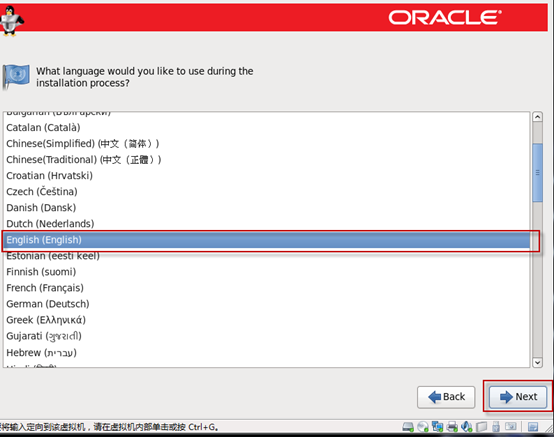 ORACLE
What language would you like to use during the
installation process?
Bulgarian (Български)
Catalan (Català)
Chinese(Simplified) (中文（简体）)
Chinese(Traditional) (中文（正體）)
Croatian (Hrvatski)
Czech (Čeština)
Danish (Dansk)
Dutch (Nederlands)
English (English)
Estonian (eesti keel)
Finnish (suomi)
French (Français)
German (Deutsch)
Greek (Ελληνικά)
Gujarati (ગુજરાતી)
Hebrew (עברית)
Back
Next
将输入定向到该虚拟机，请在虚拟机内部单击或按 Ctrl+G。